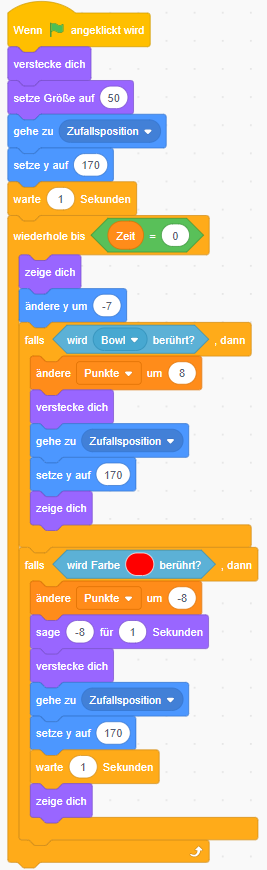 Wenn angeklickt wird
verstecke dich
setze Größe auf 50
gehe zu Zufallsposition
setze y auf 170
warte 1 Sekunden
wiederhole bis Zeit = 0
zeige dich
ändere y um -7
falls wird Bowl berührt? , dann
ändere Punkte um 8
verstecke dich
gehe zu Zufallsposition
setze y auf 170
zeige dich
falls wird Farbe berührt? , dann
ändere Punkte um -8
sage -8 für 1 Sekunden
verstecke dich
gehe zu Zufallsposition
setze y auf 170
warte 1 Sekunden
zeige dich